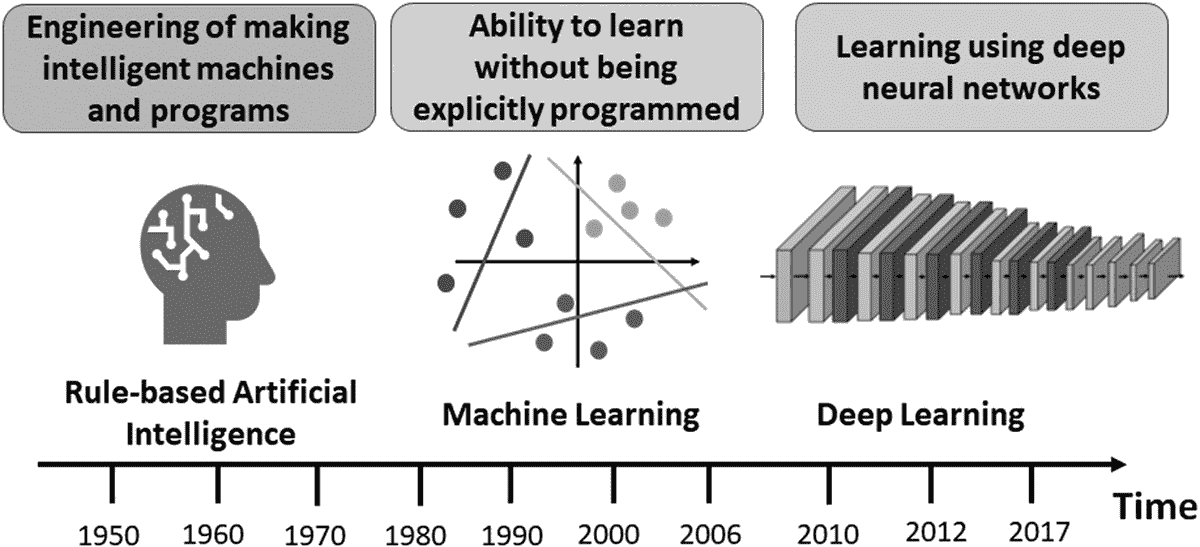 Engineering of making
intelligent machines
and programs
Ability to learn
without being
explicitly programmed
Learning using deep
neural networks
Rule-based Artificial
Intelligence
Machine Learning
Deep Learning
1950 1960 1970 1980 1990 2000 2006 2010 2012 2017
Time